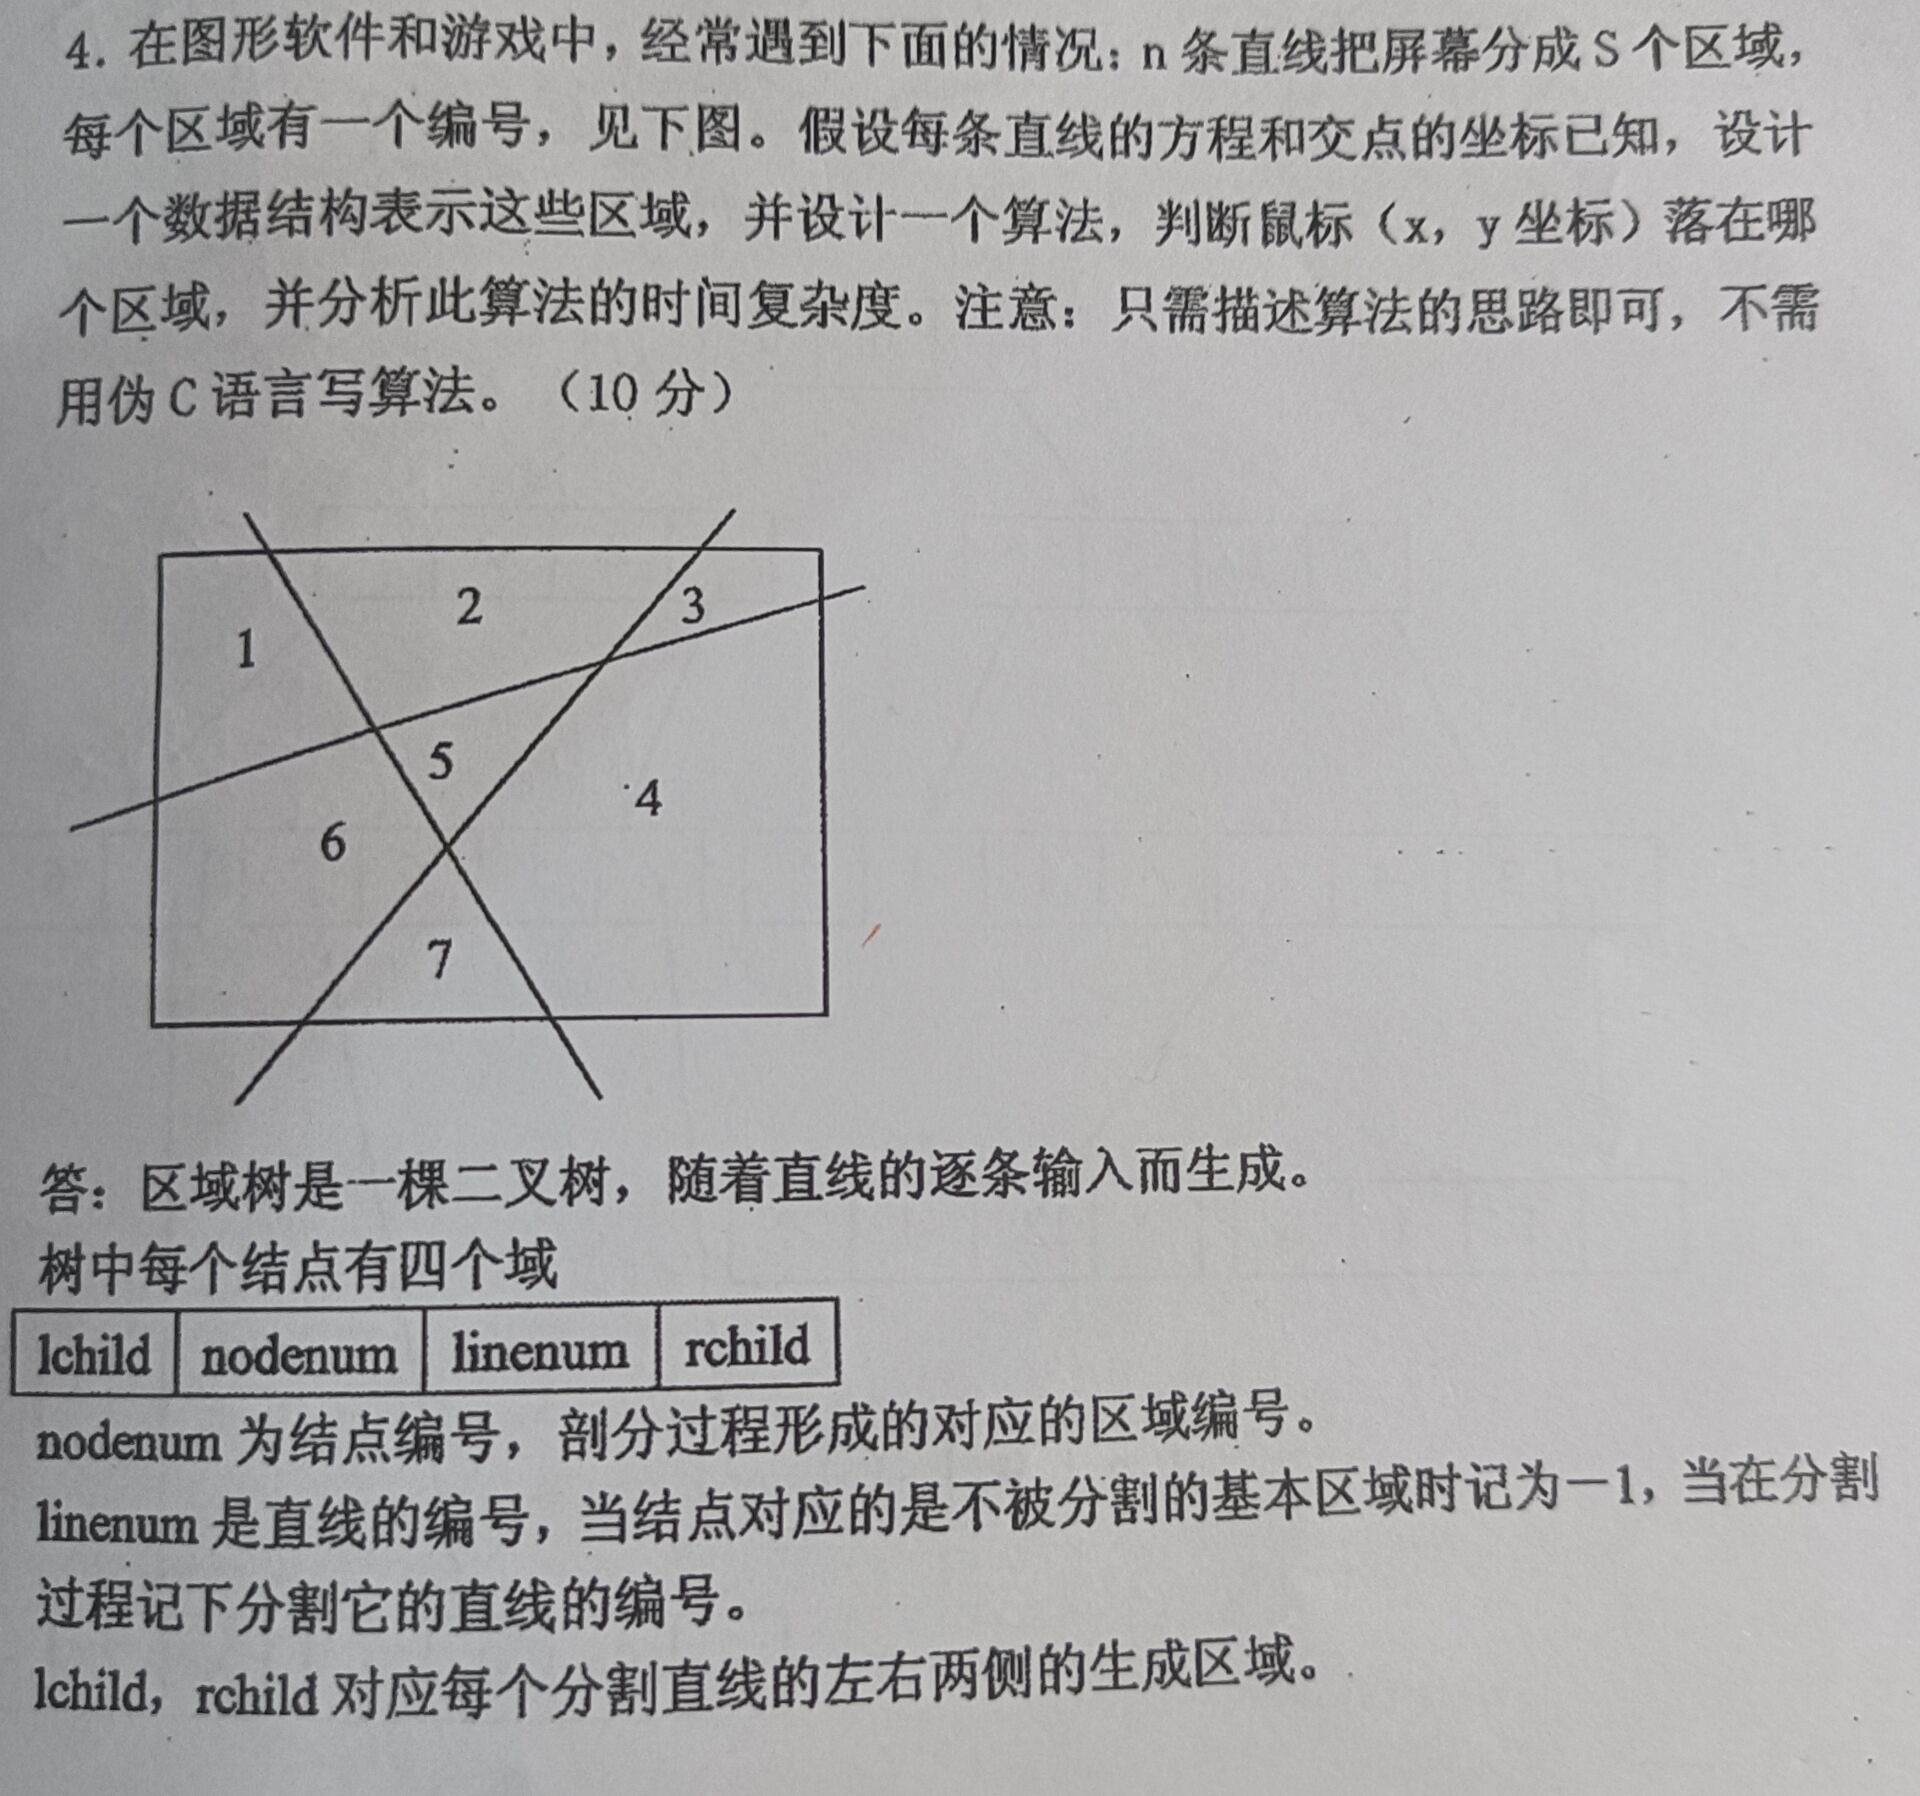 4. 在图形软件和游戏中，经常遇到下面的情况：n 条直线把屏幕分成 S 个区域，
每个区域有一个编号，见下图。假设每条直线的方程和交点的坐标已知，设计
一个数据结构表示这些区域，并设计一个算法，判断鼠标（x，y 坐标）落在哪
个区域，并分析此算法的时间复杂度。注意：只需描述算法的思路即可，不需
用伪 C 语言写算法。（10 分）
2
3
1
5
4
6
7
答：区域树是一棵二叉树，随着直线的逐条输入而生成。
树中每个结点有四个域
lchild nodenum linenum rchild
nodenum 为结点编号，剖分过程形成的对应的区域编号。
linenum 是直线的编号，当结点对应的是不被分割的基本区域时记为－1，当在分割
过程记下分割它的直线的编号。
lchild，rchild 对应每个分割直线的左右两侧的生成区域。